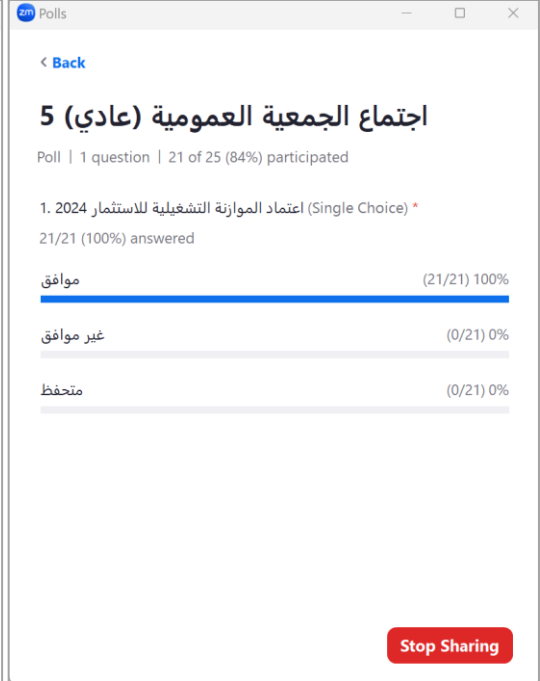 zm Polls
< Back
اجتماع الجمعية العمومية (عادي) 5
Poll | 1 question | 21 of 25 (84%) participated
1. اعتماد الموازنة التشغيلية للاستثمار 2024 (Single Choice) *
21/21 (100%) answered
موافق (21/21) 100%
غير موافق (0/21) 0%
متحفظ (0/21) 0%
Stop Sharing